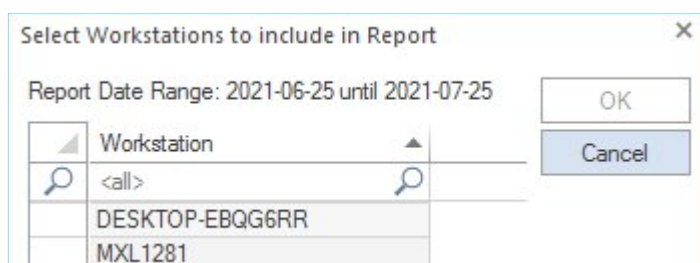 Select Workstations to include in Report
Report Date Range: 2021-06-25 until 2021-07-25
OK
Workstation
Cancel
<all>
DESKTOP-EBQG6RR
MXL1281